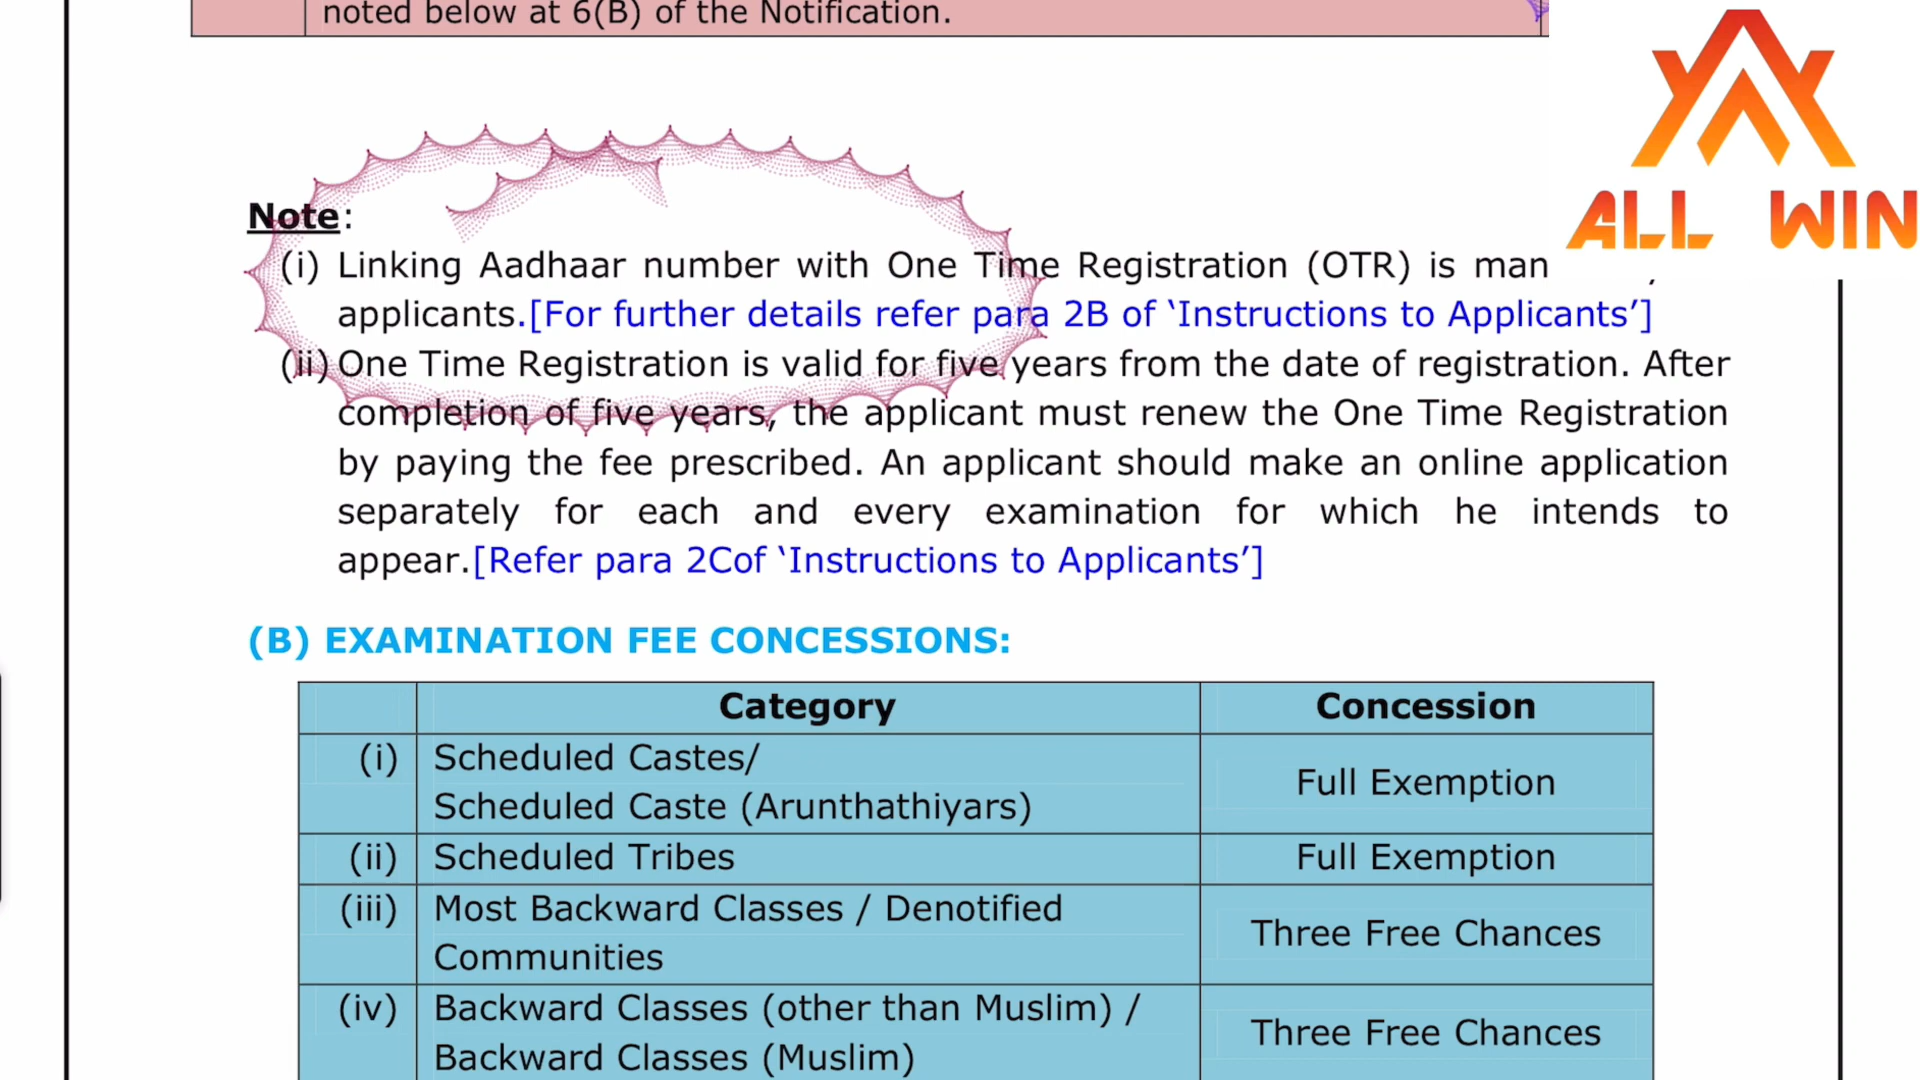 noted below at 6(B) of the Notification.
ALL WIN
Note:
(i) Linking Aadhaar number with One Time Registration (OTR) is
applicants.[For further details refer para 2B of ‘Instructions to Applicants’]
(ii) One Time Registration is valid for five years from the date of registration. After
completion of five years, the applicant must renew the One Time Registration
by paying the fee prescribed. An applicant should make an online application
separately for each and every examination for which he intends to
appear.[Refer para 2Cof ‘Instructions to Applicants’]
(B) EXAMINATION FEE CONCESSIONS:
Category Concession
(i) Scheduled Castes/
Scheduled Caste (Arunthathiyars) Full Exemption
(ii) Scheduled Tribes Full Exemption
(iii) Most Backward Classes / Denotified
Communities Three Free Chances
(iv) Backward Classes (other than Muslim) /
Backward Classes (Muslim) Three Free Chances